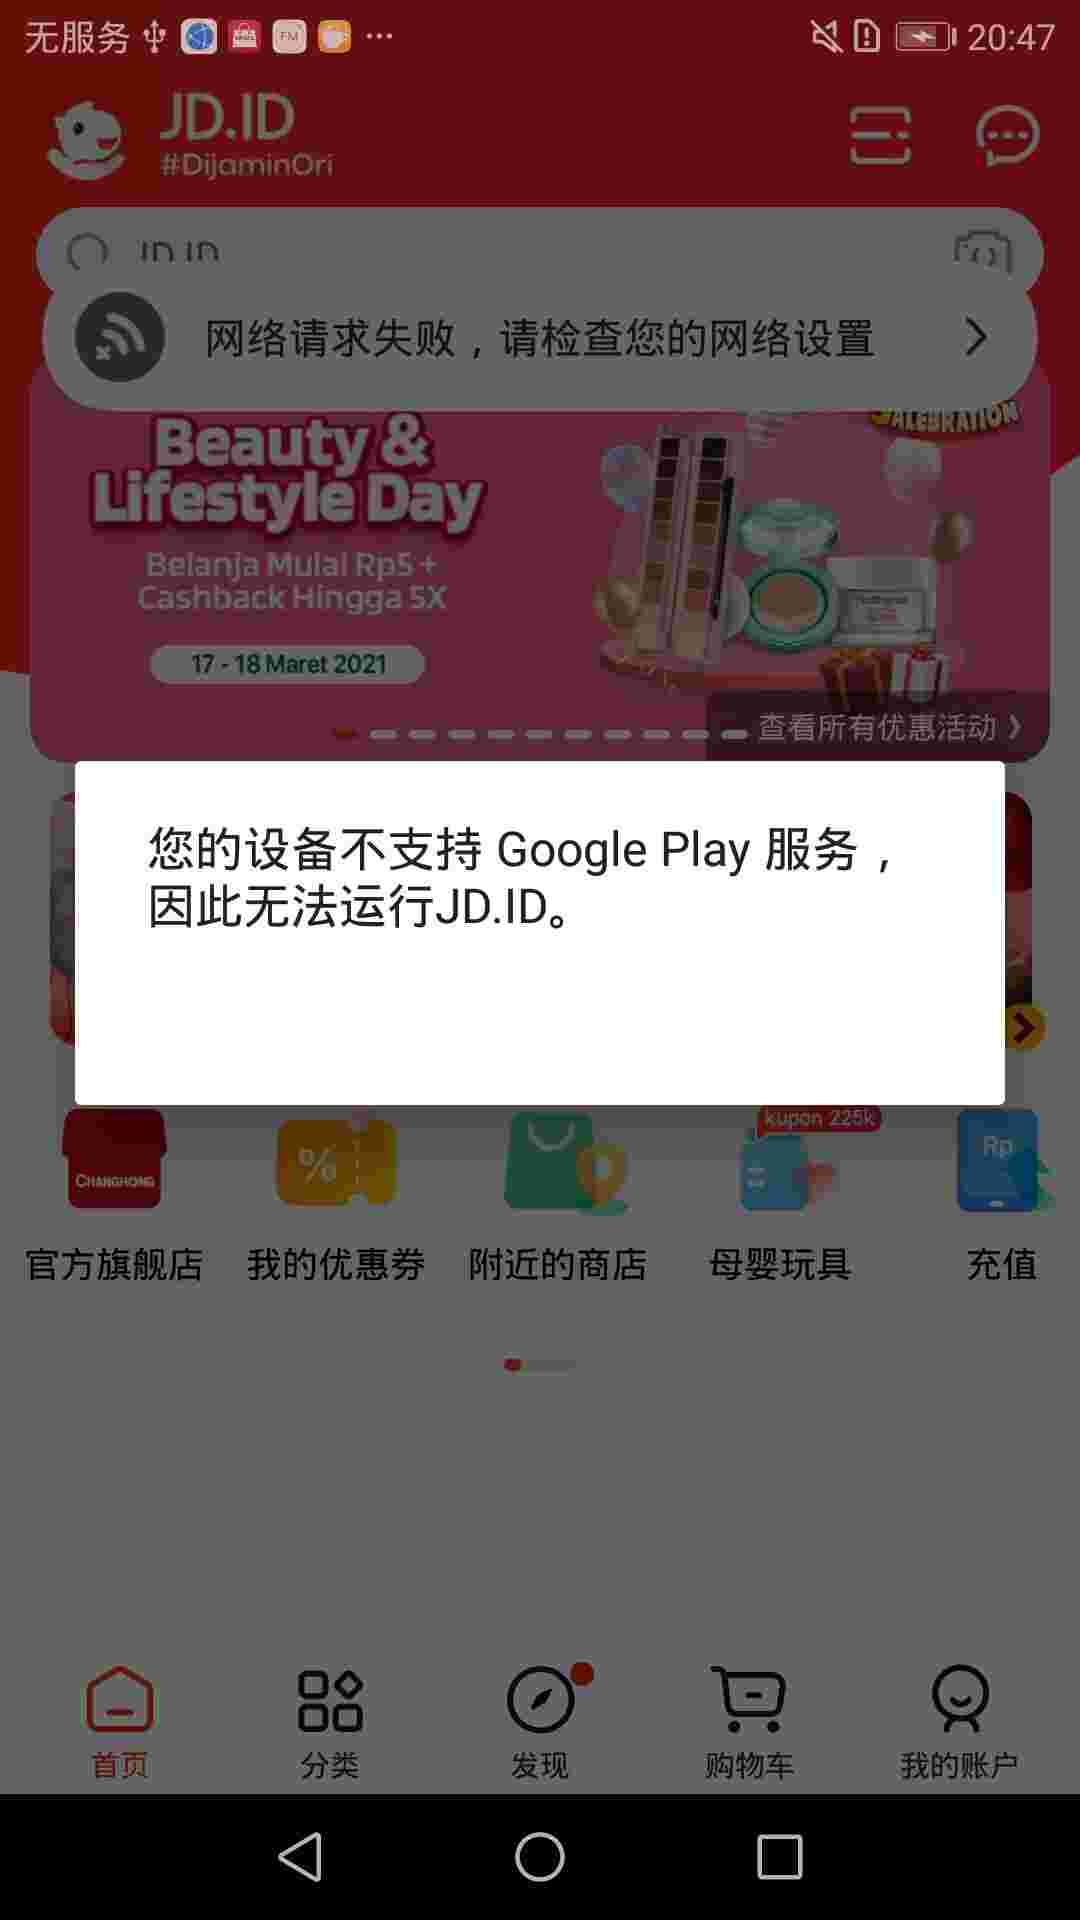 无服务
FM
20:47
JD.ID
#DijaminOri
网络请求失败，请检查您的网络设置
Beauty &
Lifestyle Day
Belanja Mulai Rp5 +
Cashback Hingga 5X
17 - 18 Maret 2021
查看所有优惠活动 》
您的设备不支持 Google Play 服务，
因此无法运行JD.ID。
CHANGHONG
%
kupon 225k
Rp
官方旗舰店
我的优惠券
附近的商店
母婴玩具
充值
首页
分类
发现
购物车
我的账户